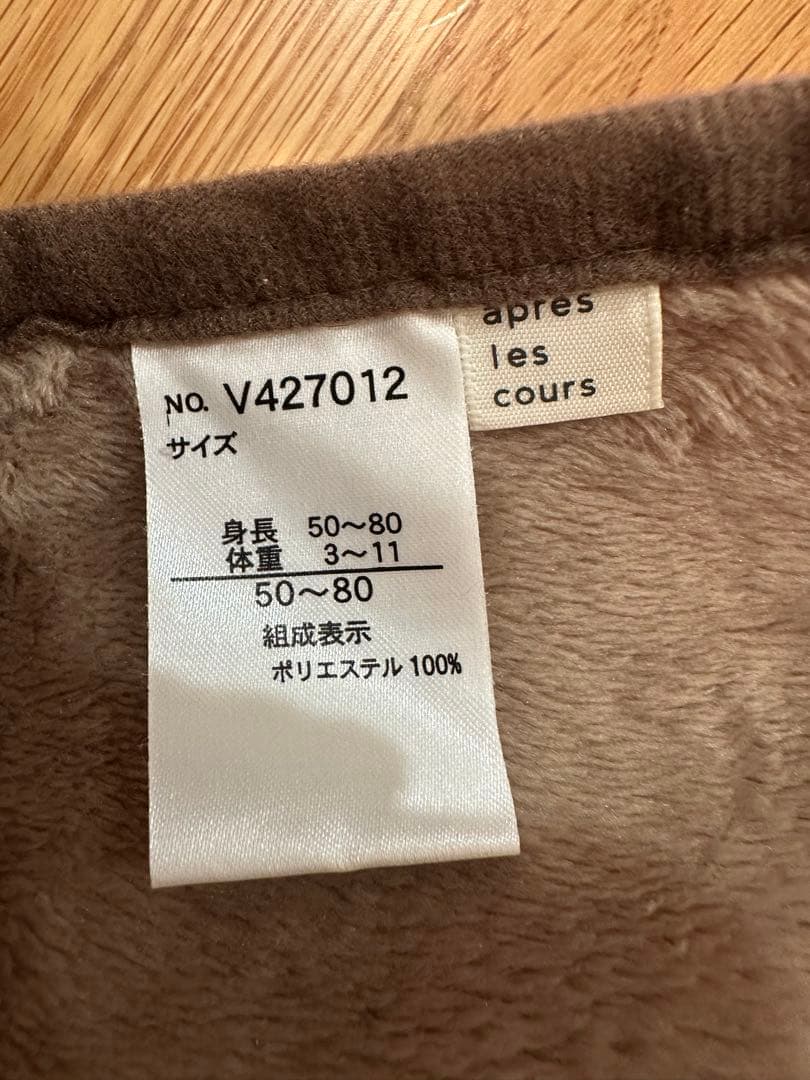 NO. V427012
サイズ
身長 50〜80
体重 3〜11
50〜80
組成表示
ポリエステル 100%
après
les
cours